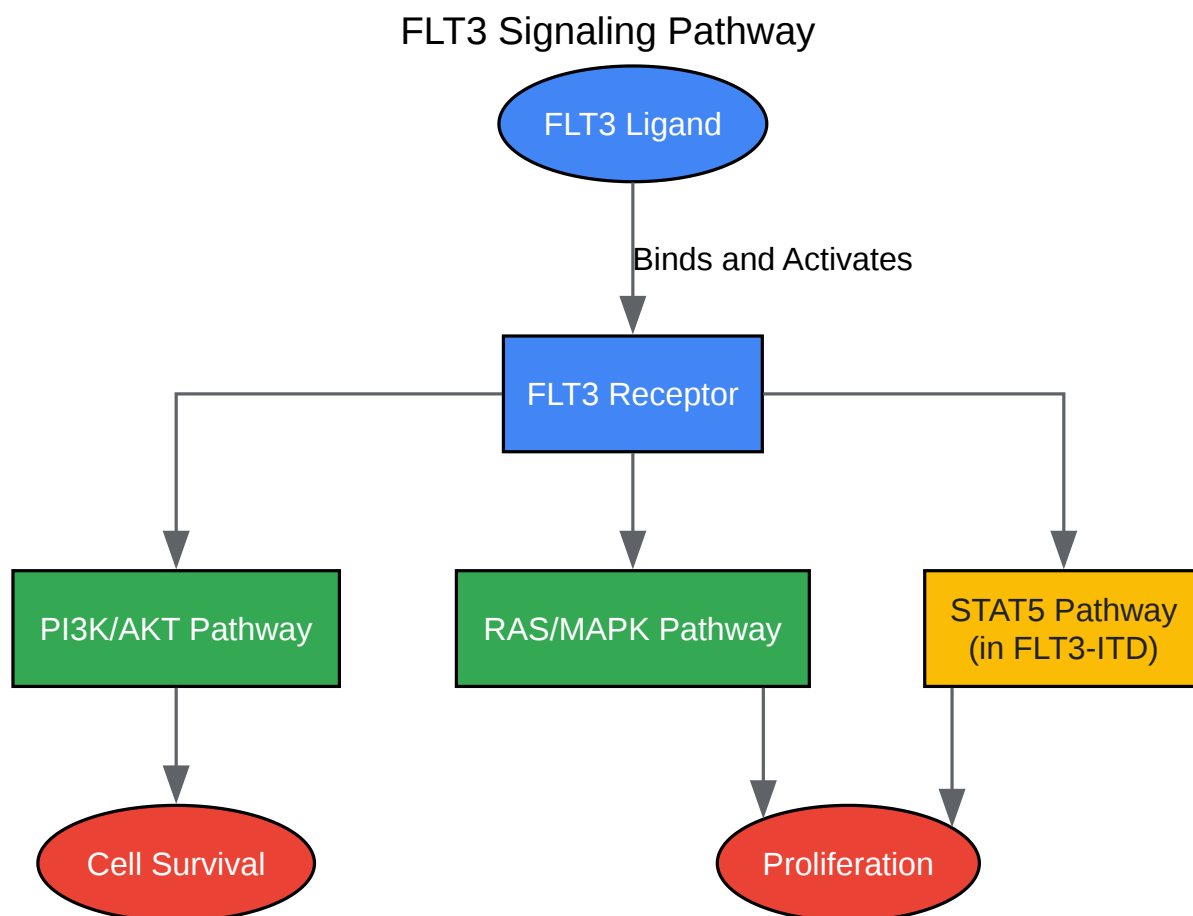 FLT3 Signaling Pathway
FLT3 Ligand
Binds and Activates
FLT3 Receptor
PI3K/AKT Pathway
RAS/MAPK Pathway
STAT5 Pathway
(in FLT3-ITD)
Cell Survival
Proliferation